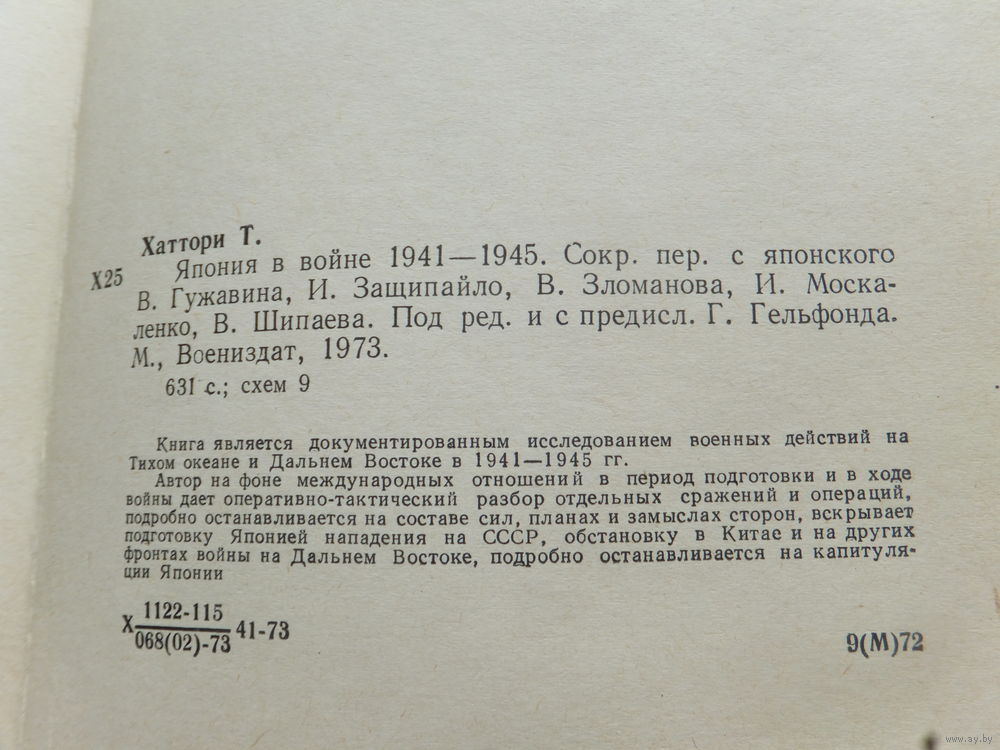 Хаттори Т.
Х25
Япония в войне 1941—1945. Сокр. пер. с японского
В. Гужавина, И. Защипайло, В. Зломанова, И. Моска-
ленко, В. Шипаева. Под ред. и с предисл. Г. Гельфонда.
М., Воениздат, 1973.
631 с.; схем 9
Книга является документированным исследованием военных действий на
Тихом океане и Дальнем Востоке в 1941—1945 гг.
Автор на фоне международных отношений в период подготовки и в ходе
войны дает оперативно-тактический разбор отдельных сражений и операций,
подробно останавливается на составе сил, планах и замыслах сторон, вскрывает
подготовку Японией нападения на СССР, обстановку в Китае и на других
фронтах войны на Дальнем Востоке, подробно останавливается на капитуля-
ции Японии
Х 1122-115
068(02)-73 41-73
9(М)72
www.ay.by